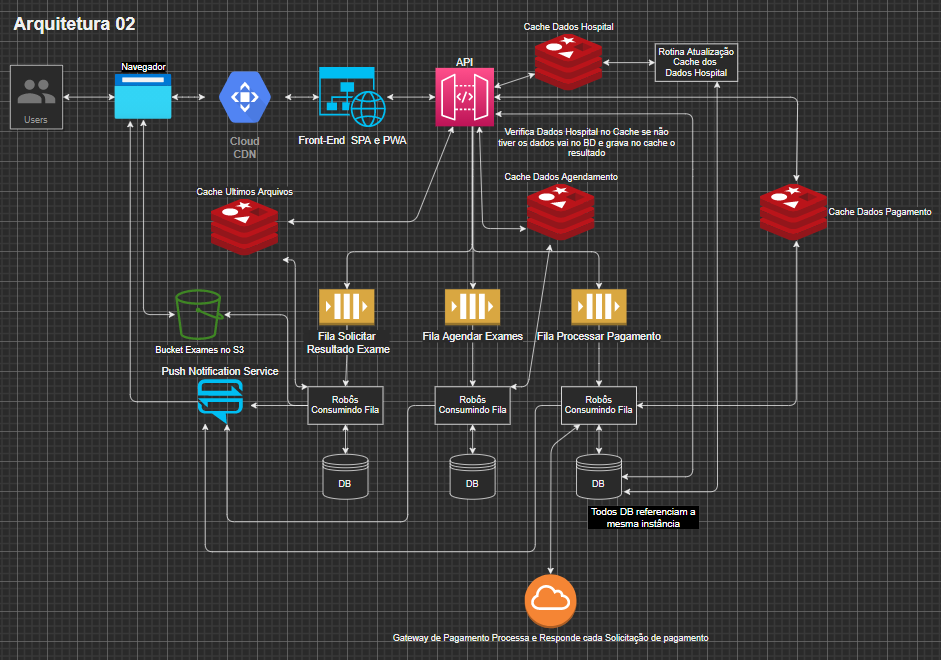 Arquitetura 02
Cache Dados Hospital
Navegador
API
Rotina Atualização
Cache dos
Dados Hospital
Users
Cloud
CDN
Front-End SPA e PWA
Verifica Dados Hospital no Cache se não
tiver os dados vai no BD e grava no cache o
resultado
Cache Dados Agendamento
Cache Ultimos Arquivos
Cache Dados Pagamento
Fila Solicitar
Resultado Exame
Fila Agendar Exames
Fila Processar Pagamento
Bucket Exames no S3
Push Notification Service
Robôs
Consumindo Fila
Robôs
Consumindo Fila
Robôs
Consumindo Fila
DB
DB
DB
Todos DB referenciam a
mesma instância
Gateway de Pagamento Processa e Responde cada Solicitação de pagamento